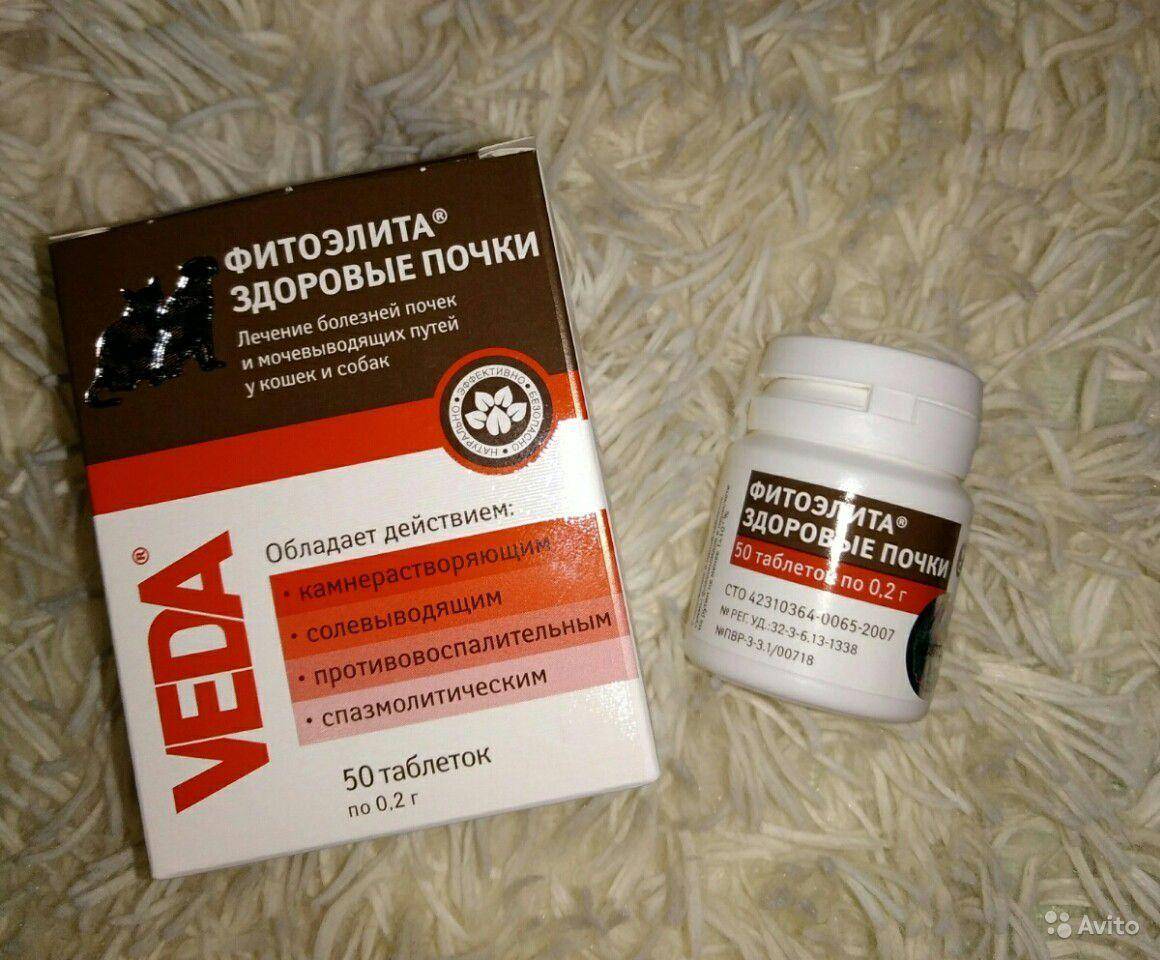 ФИТОЭЛИТА®
ЗДОРОВЫЕ ПОЧКИ
Лечение болезней почек
и мочевыводящих путей
у кошек и собак
ЭФФЕКТИВНО • БЕЗОПАСНО • НАТУРАЛЬНО •
VEDA®
Обладает действием:
• камнерастворяющим
• солевыводящим
• противовоспалительным
• спазмолитическим
50 таблеток
по 0,2 г
ФИТОЭЛИТА®
ЗДОРОВЫЕ ПОЧКИ
50 таблеток по 0,2 г
СТО 42310364-0065-2007
№ РЕГ. УД.:32-3-6.13-1338
№ПВР-3-3.1/00718
Avito